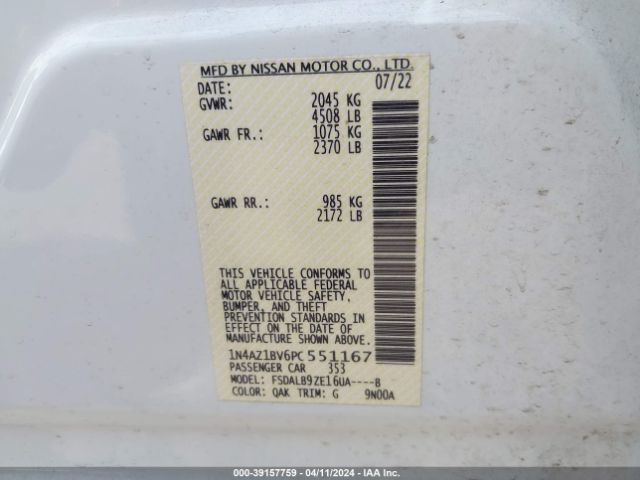 MFD BY NISSAN MOTOR CO., LTD.
DATE: 07/22
GVWR: 2045 KG
4508 LB
GAWR FR.: 1075 KG
2370 LB
GAWR RR.: 985 KG
2172 LB
THIS VEHICLE CONFORMS TO
ALL APPLICABLE FEDERAL
MOTOR VEHICLE SAFETY,
BUMPER, AND THEFT
PREVENTION STANDARDS IN
EFFECT ON THE DATE OF
MANUFACTURE SHOWN ABOVE.
1N4AZ1BV6PC551167
PASSENGER CAR 353
MODEL: FSDALB9ZE16UA----B
COLOR: QAK TRIM: G 9N00A
000-39157759 - 04/11/2024 - IAA Inc.